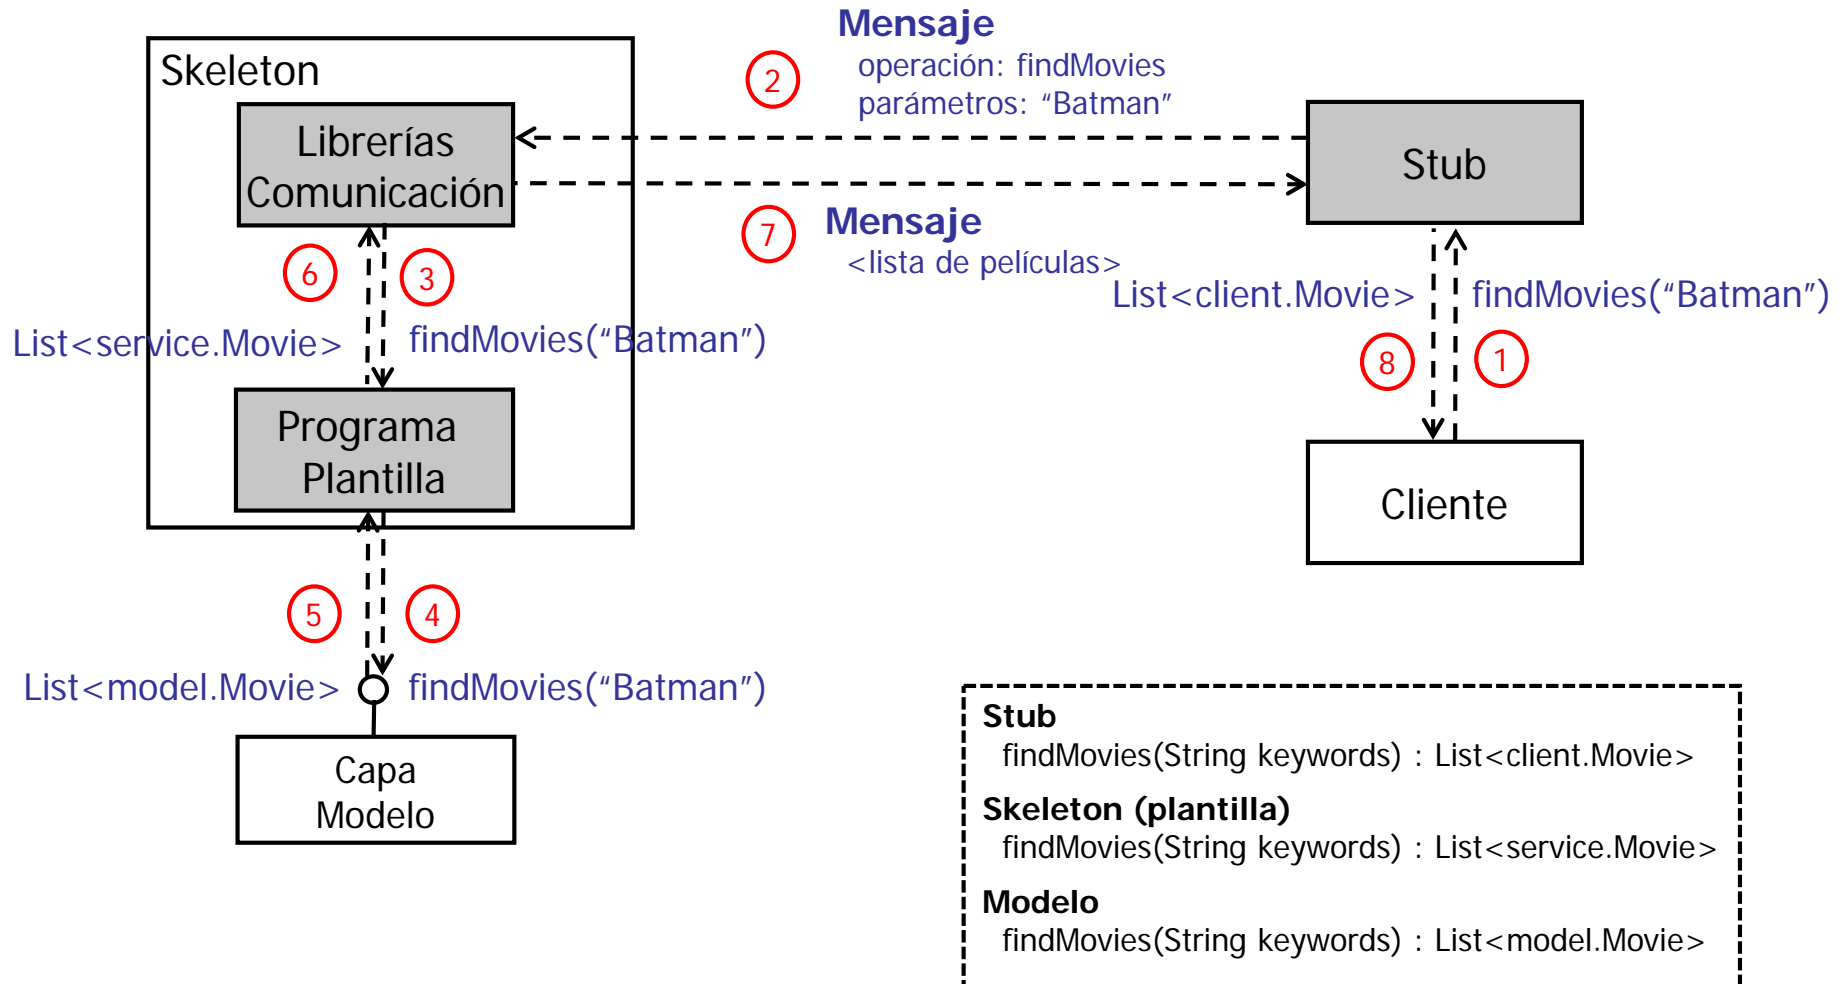 Mensaje
operación: findMovies
parámetros: “Batman”
2
Skeleton
Librerías
Comunicación
Stub
7
Mensaje
<lista de películas>
6
3
List<service.Movie>
findMovies(“Batman”)
List<client.Movie>
findMovies(“Batman”)
8
1
Programa
Plantilla
Cliente
5
4
List<model.Movie>
findMovies(“Batman”)
Capa
Modelo
Stub
findMovies(String keywords) : List<client.Movie>
Skeleton (plantilla)
findMovies(String keywords) : List<service.Movie>
Modelo
findMovies(String keywords) : List<model.Movie>